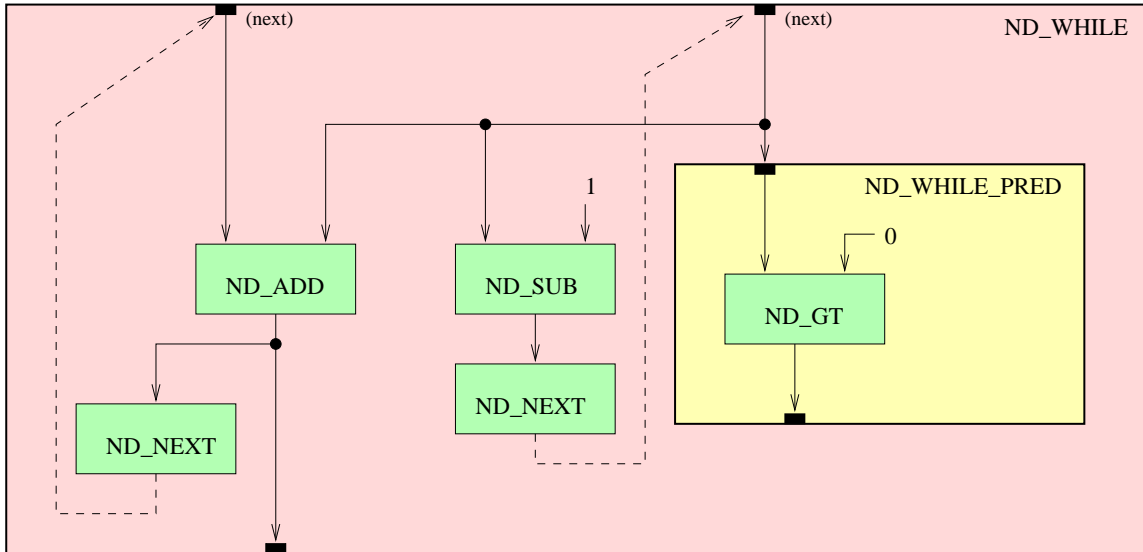 (next)
(next)
ND_WHILE
1
ND_WHILE_PRED
0
ND_ADD
ND_SUB
ND_GT
ND_NEXT
ND_NEXT